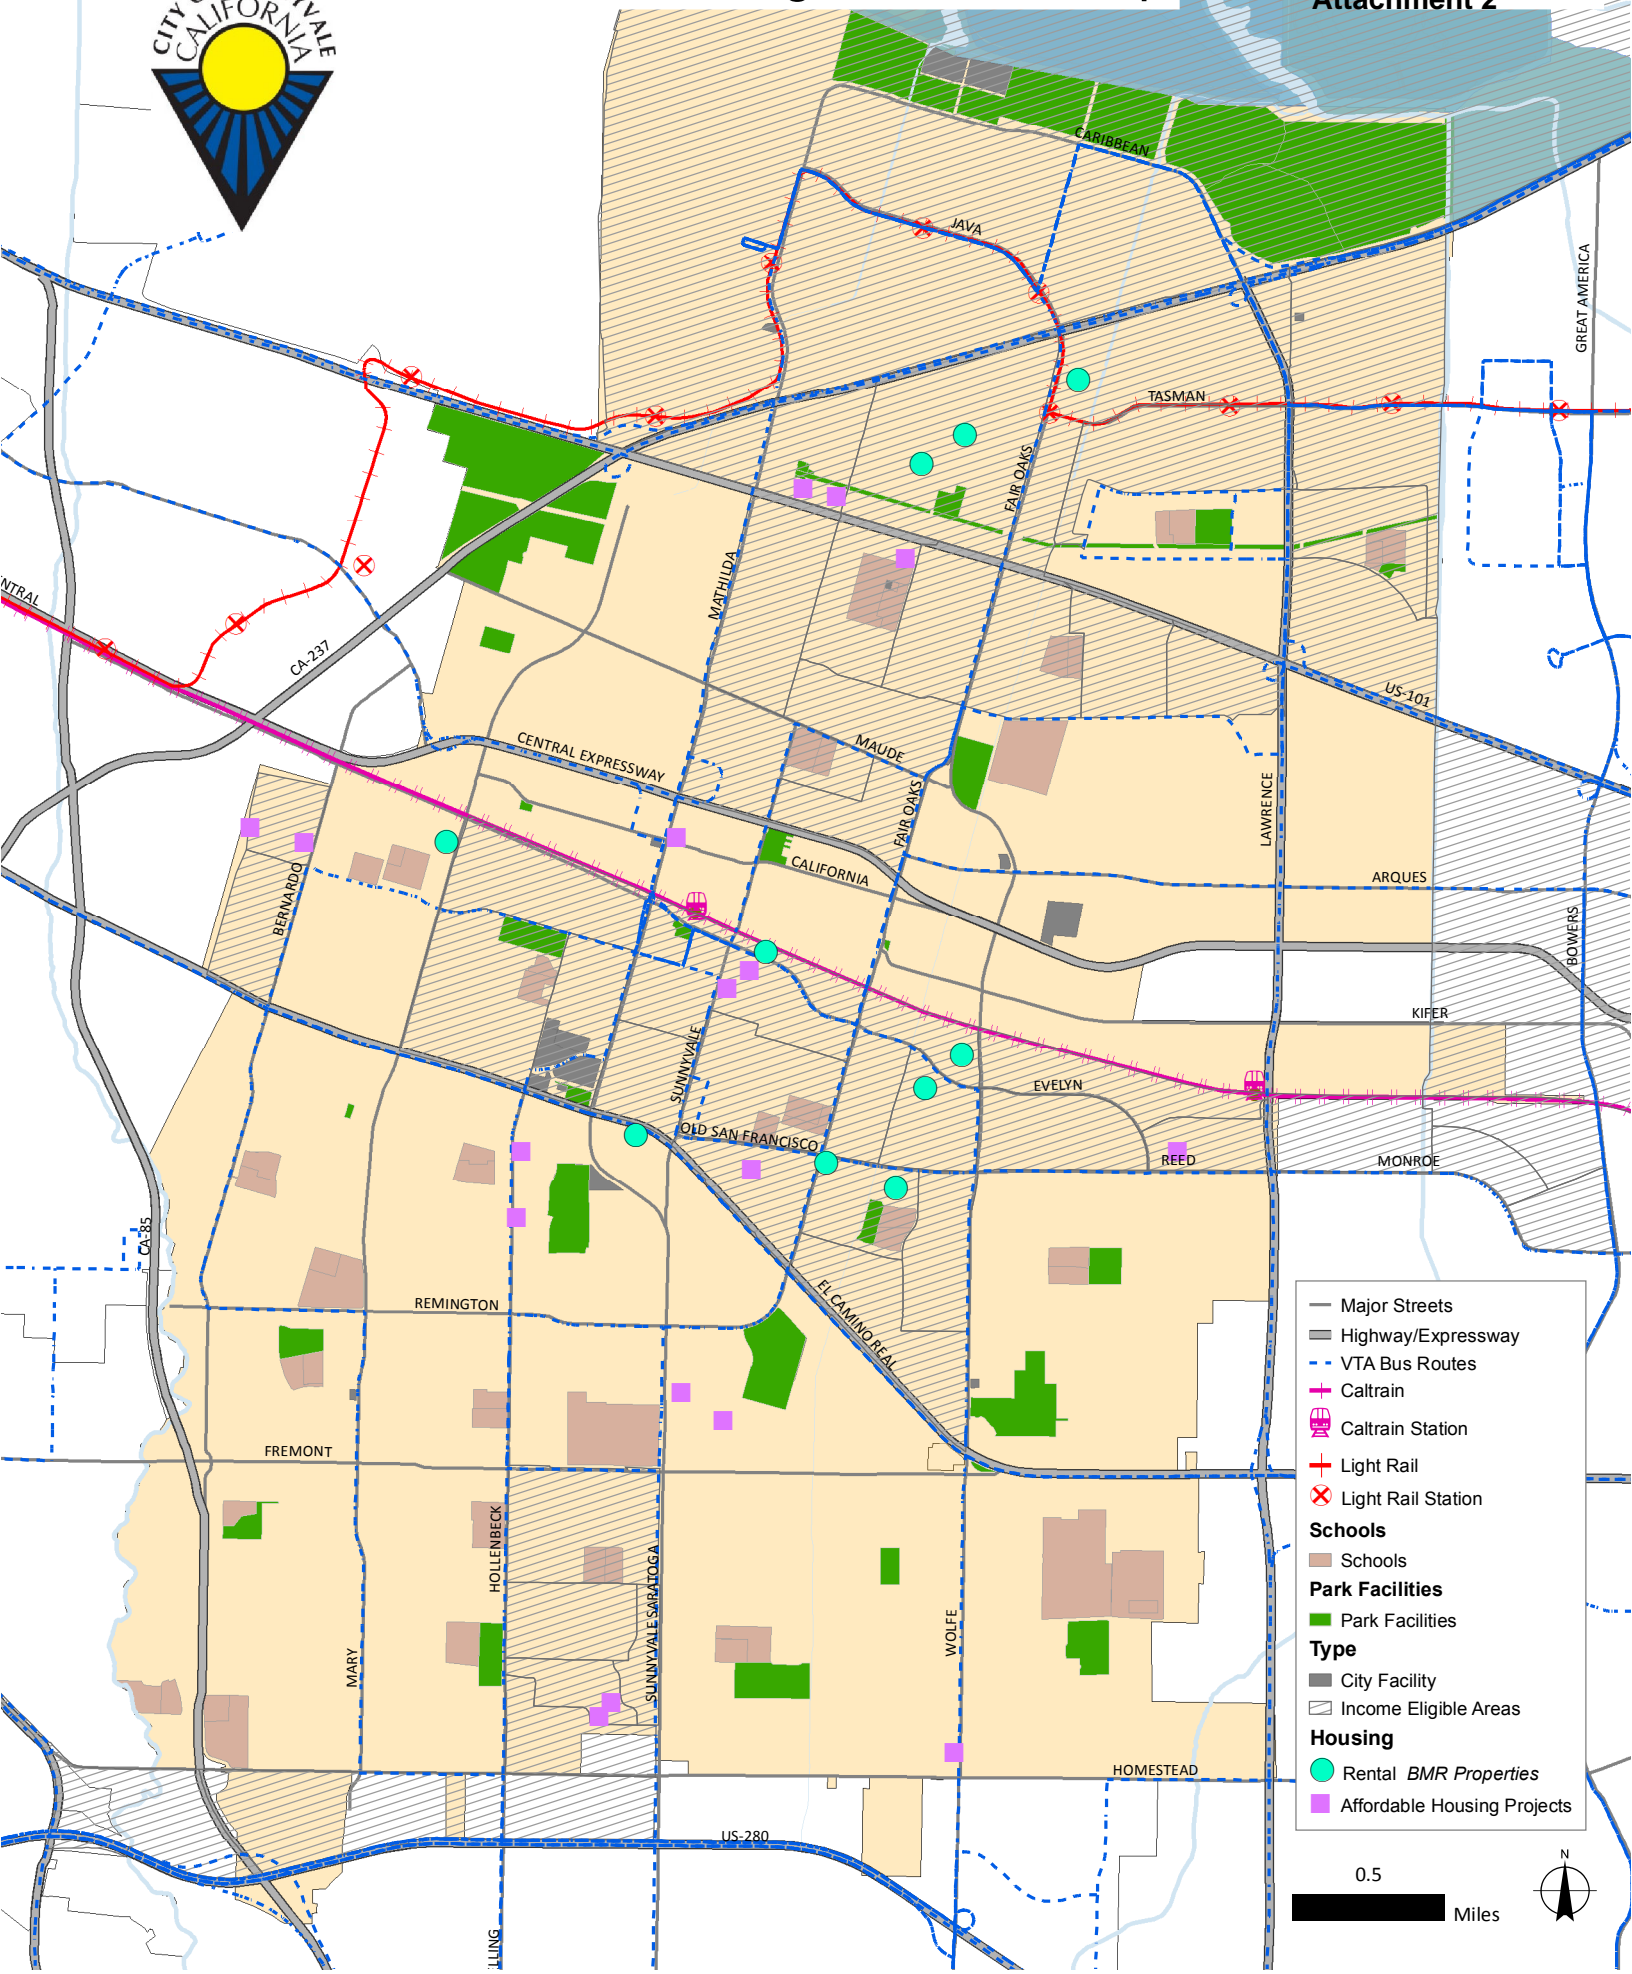 Attachment 2
CITY
VALE
CALIFORNIA
CARIBBEAN
JAVA
GREAT AMERICA
TASMAN
FAIR OAKS
MATHILDA
NTRAL
CA-237
US-101
CENTRAL EXPRESSWAY
MAUDE
FAIR OAKS
LAWRENCE
CALIFORNIA
ARQUES
BERNARDO
BOWERS
KIFER
SUNNYVALE
EVELYN
OLD SAN FRANCISCO
REED
MONROE
CA-85
REMINGTON
EL CAMINO REAL
FREMONT
HOLLENBECK
SUNNYVALE SARATOGA
WOLFE
MARY
HOMESTEAD
US-280
LLING
Major Streets
Highway/Expressway
VTA Bus Routes
Caltrain
Caltrain Station
Light Rail
Light Rail Station
Schools
Schools
Park Facilities
Park Facilities
Type
City Facility
Income Eligible Areas
Housing
Rental BMR Properties
Affordable Housing Projects
0.5
Miles
N